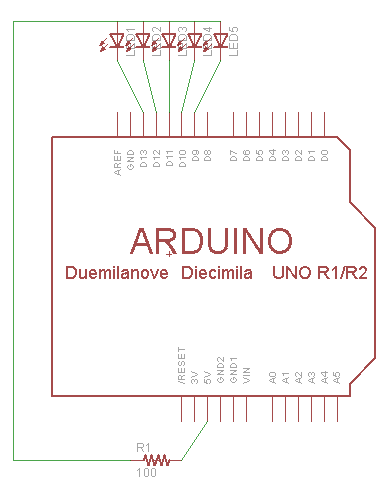 LED1 LED2 LED3 LED4 LED5
AREF GND D13 D12 D11 D10 D9 D8 D7 D6 D5 D4 D3 D2 D1 D0
ARDUINO
Duemilanove Diecimila UNO R1/R2
/RESET 3V 5V GND2 GND1 VIN A0 A1 A2 A3 A4 A5
R1
100